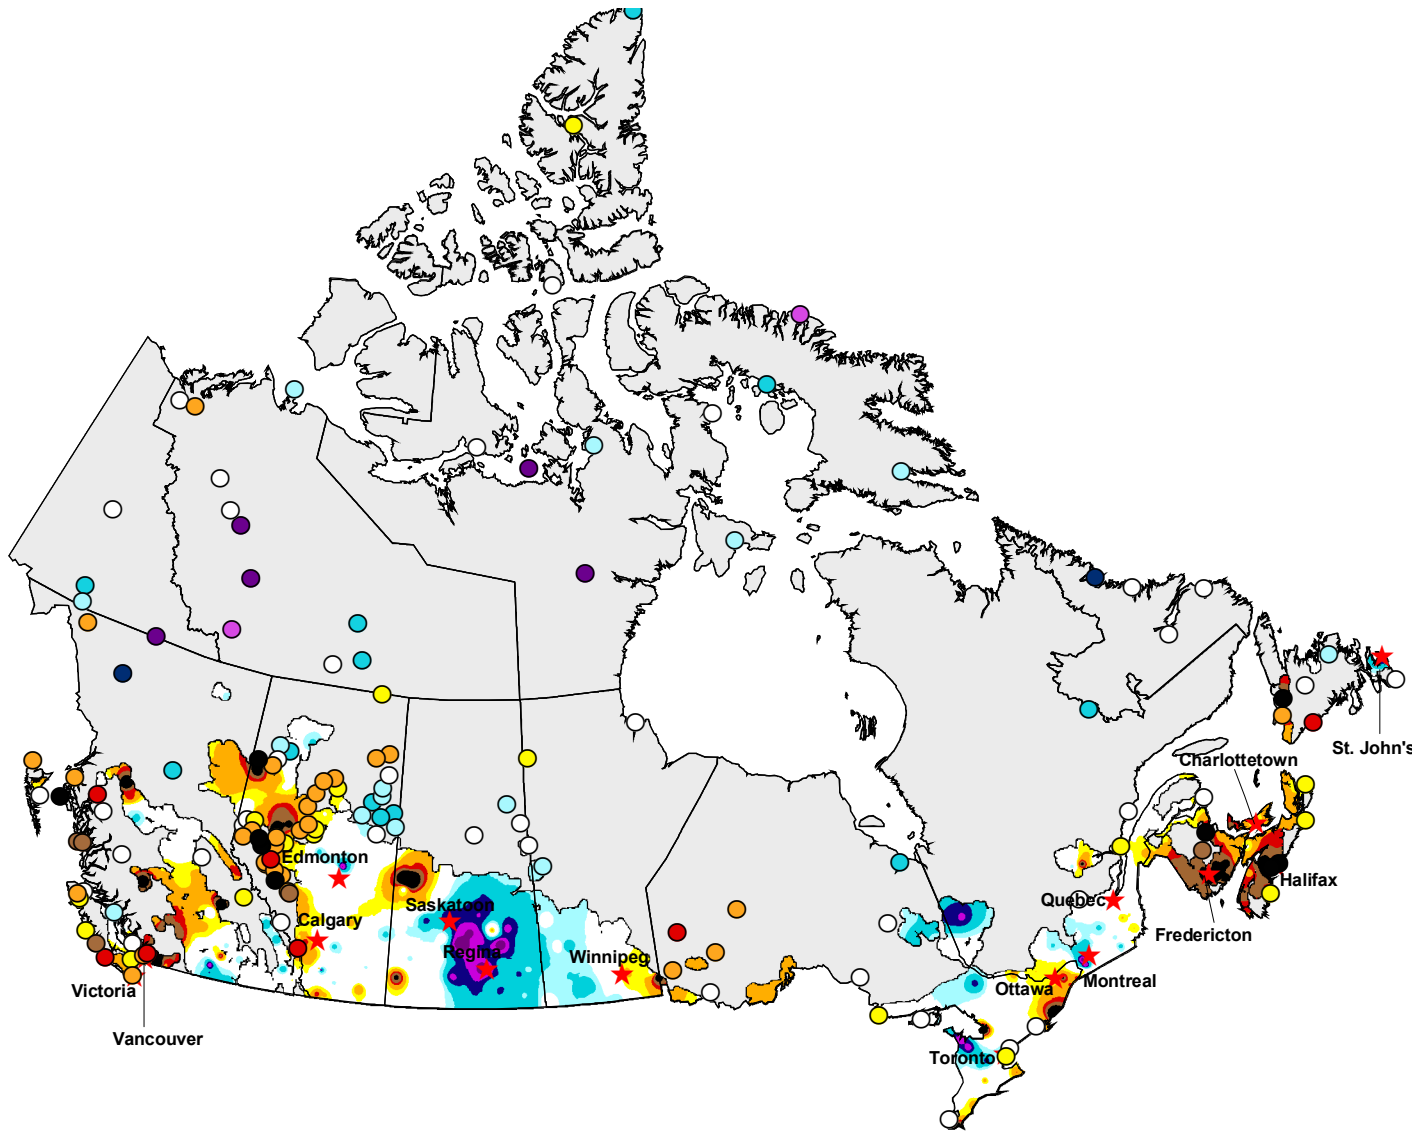 St. John's
Charlottetown
Edmonton
Halifax
Quebec
Saskatoon
Calgary
Fredericton
Regina
Winnipeg
Montreal
Ottawa
Victoria
Vancouver
Toronto